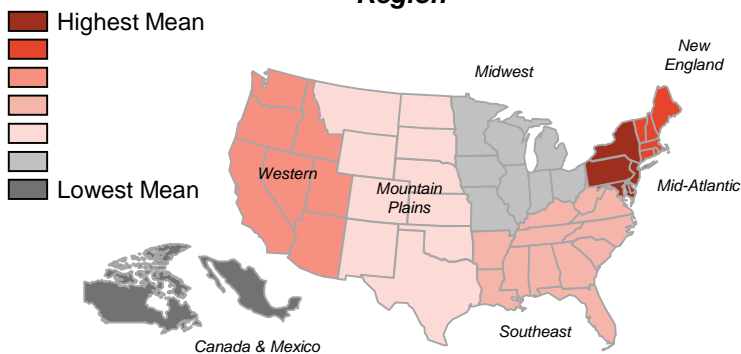 Region
Highest Mean
New
England
Midwest
Western
Mountain
Plains
Mid-Atlantic
Lowest Mean
Southeast
Canada & Mexico